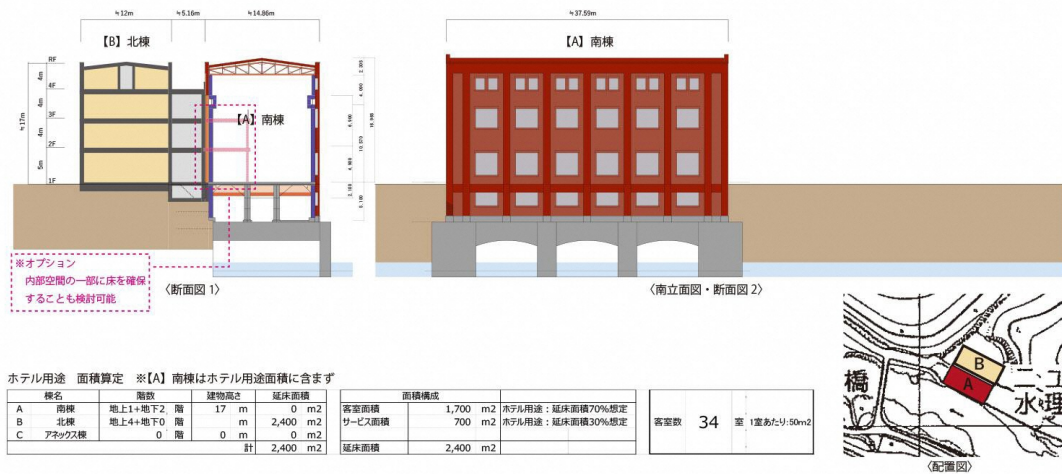 ≒12m
≒5.16m
≒14.86m
≒37.59m
【B】北棟
【A】南棟
RF
4F
3F
2F
1F
4m
4m
4m
5m
≒17m
【A】南棟
※オプション
内部空間の一部に床を確保
することも検討可能
〈断面図1〉
〈南立面図・断面図2〉
ホテル用途 面積算定 ※【A】南棟はホテル用途面積に含まず
棟名 階数 建物高さ 延床面積
A 南棟 地上1+地下2 階 17 m 0 m2
B 北棟 地上4+地下0 階 m 2,400 m2
C アネックス棟 0 階 0 m 0 m2
計 2,400 m2
面積構成
客室面積 1,700 m2 ホテル用途：延床面積70%想定
サービス面積 700 m2 ホテル用途：延床面積30%想定
延床面積 2,400 m2
客室数 34 室 1室あたり:50m2
橋
B
A
水理
〈配置図〉